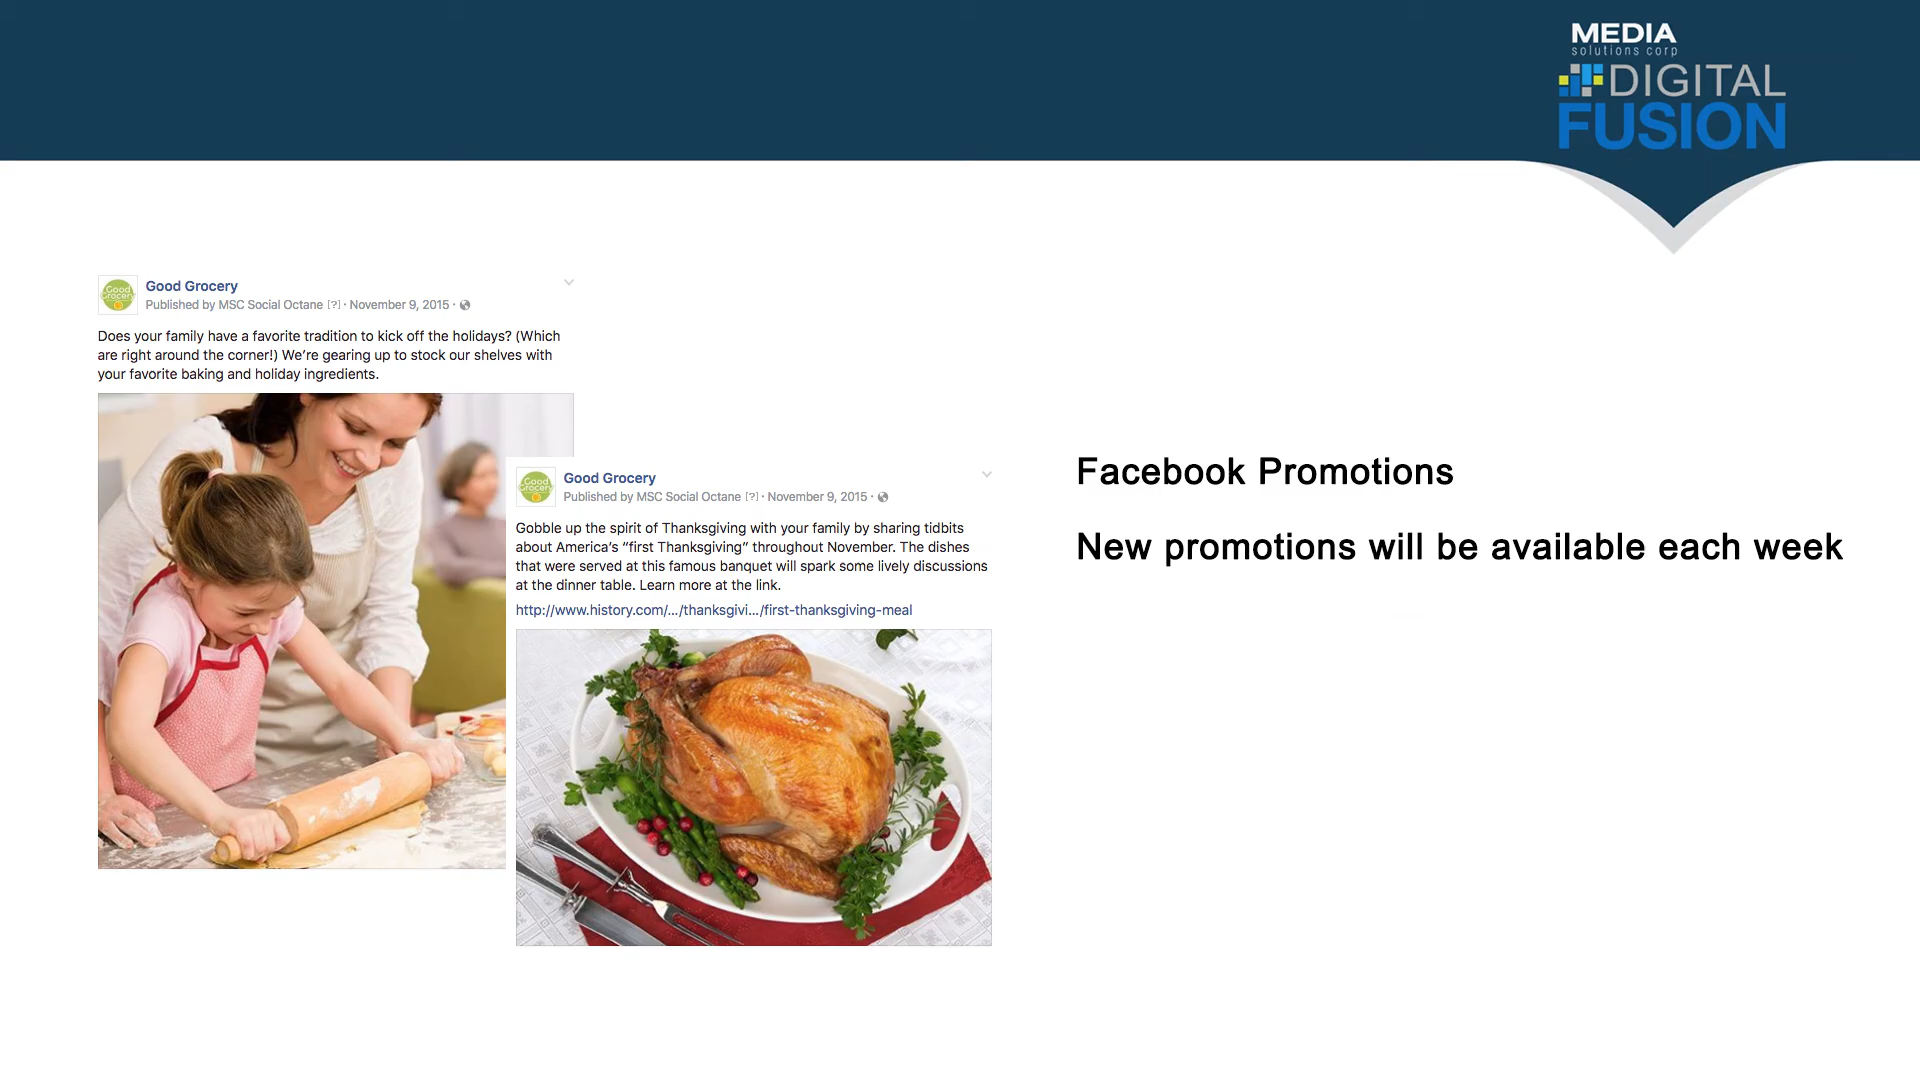 MEDIA
solutions corp
DIGITAL
FUSION
Good Grocery
Good Grocery
Published by MSC Social Octane [?] · November 9, 2015 ·
Does your family have a favorite tradition to kick off the holidays? (Which
are right around the corner!) We’re gearing up to stock our shelves with
your favorite baking and holiday ingredients.
Good Grocery
Good Grocery
Published by MSC Social Octane [?] · November 9, 2015 ·
Gobble up the spirit of Thanksgiving with your family by sharing tidbits
about America’s “first Thanksgiving” throughout November. The dishes
that were served at this famous banquet will spark some lively discussions
at the dinner table. Learn more at the link.
http://www.history.com/.../thanksgivi.../first-thanksgiving-meal
Facebook Promotions
New promotions will be available each week